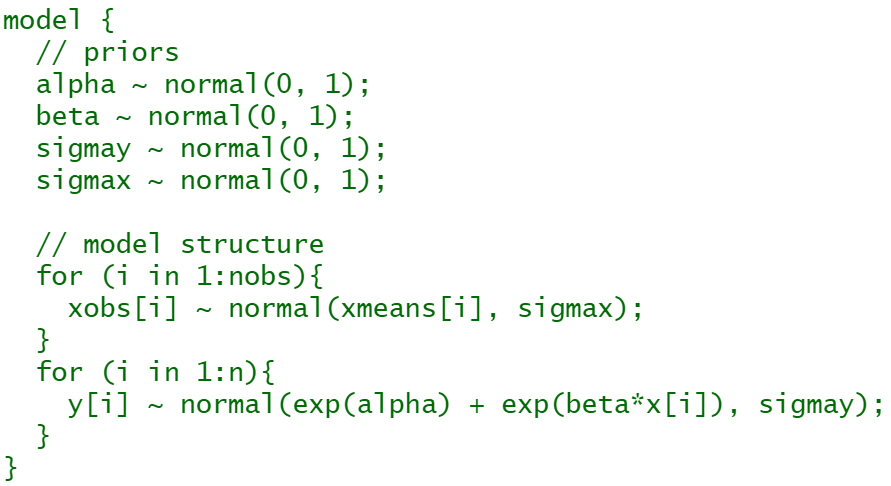 model {
  // priors
  alpha ~ normal(0, 1);
  beta ~ normal(0, 1);
  sigmay ~ normal(0, 1);
  sigmax ~ normal(0, 1);

  // model structure
  for (i in 1:nobs){
    xobs[i] ~ normal(xmeans[i], sigmax);
  }
  for (i in 1:n){
    y[i] ~ normal(exp(alpha) + exp(beta*x[i]), sigmay);
  }
}